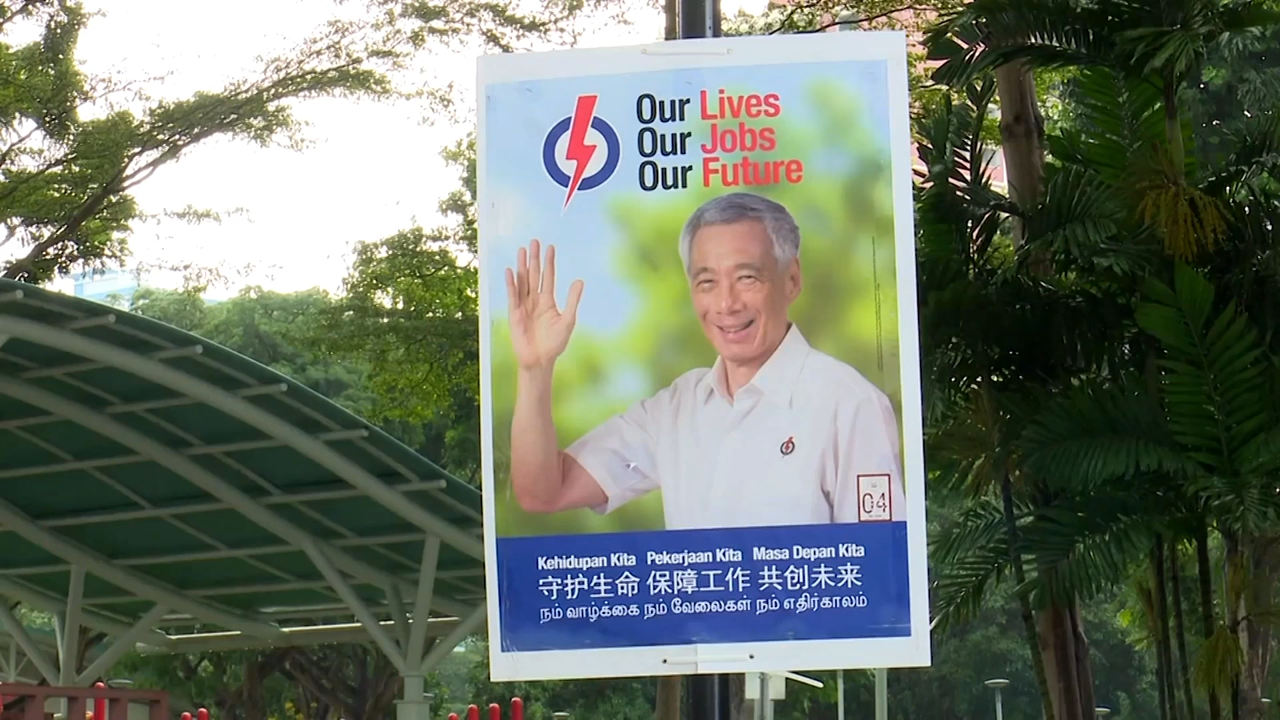 Our Lives
Our Jobs
Our Future
04
Kehidupan Kita Pekerjaan Kita Masa Depan Kita
守护生命 保障工作 共创未来
நம் வாழ்க்கை நம் வேலைகள் நம் எதிர்காலம்